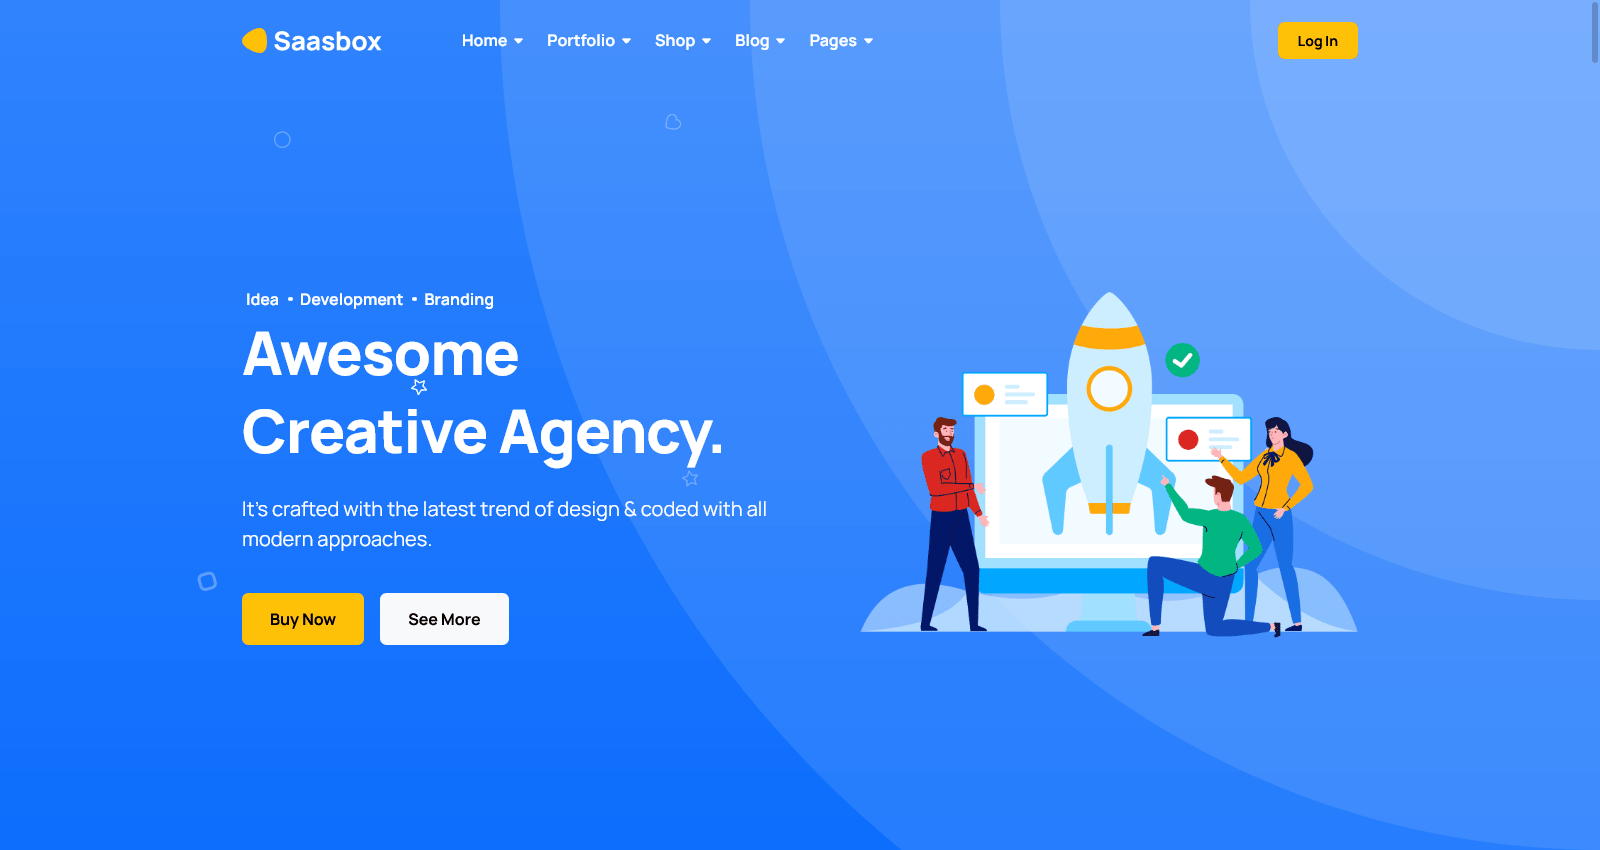 Saasbox
Home Portfolio Shop Blog Pages
Log In
Idea • Development • Branding
Awesome
Creative Agency.
It's crafted with the latest trend of design & coded with all
modern approaches.
Buy Now See More